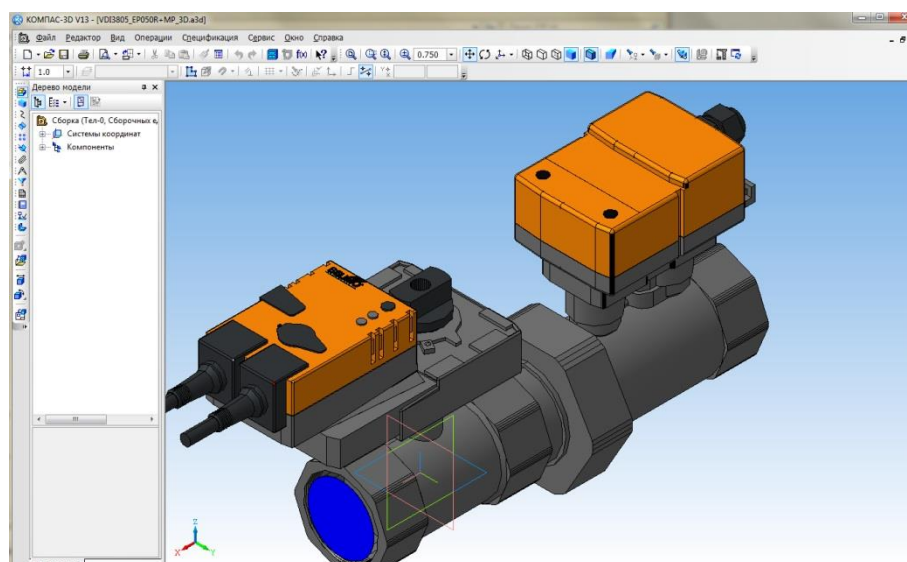 КОМПАС-3D V13 - [VDI3805_EP050R+MP_3D.a3d]
Файл Редактор Вид Операции Спецификация Сервис Окно Справка
0.750
1.0
Дерево модели
Сборка (Тел-0, Сборочных е,
Системы координат
Компоненты
Z
X
Y